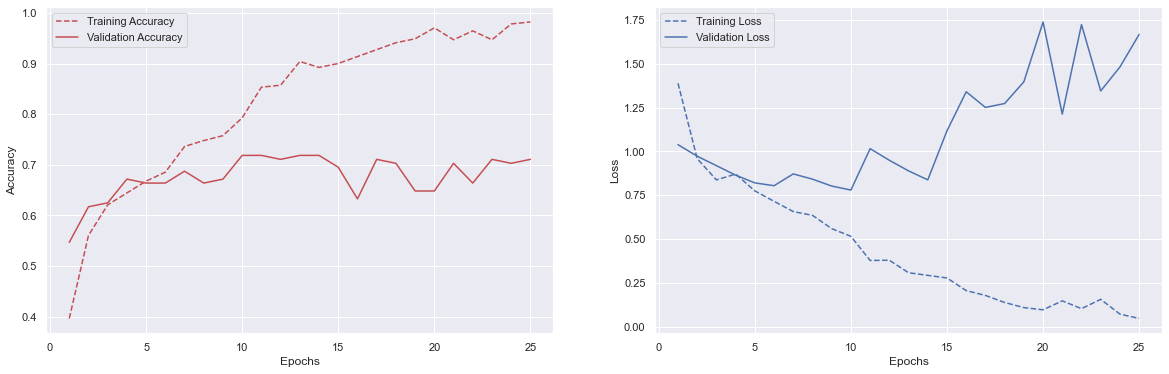 Training Accuracy
Validation Accuracy
1.0
0.9
0.8
0.7
0.6
0.5
0.4
Accuracy
0 5 10 15 20 25
Epochs
Training Loss
Validation Loss
1.75
1.50
1.25
1.00
0.75
0.50
0.25
0.00
Loss
0 5 10 15 20 25
Epochs